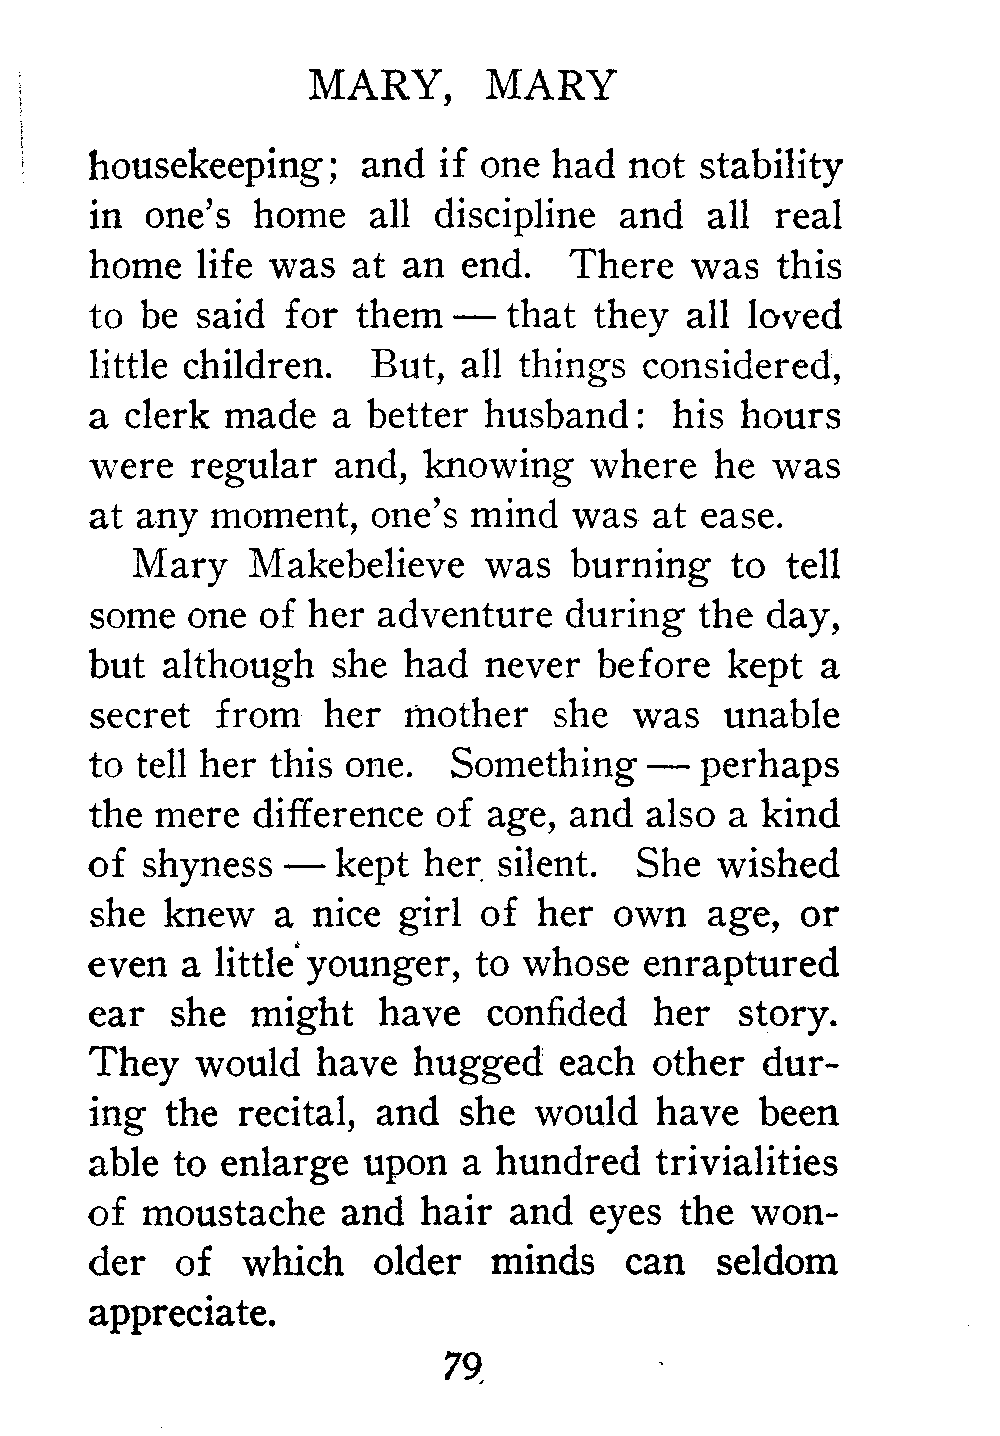 MARY, MARY
housekeeping; and if one had not stability
in one's home all discipline and all real
home life was at an end. There was this
to be said for them — that they all loved
little children. But, all things considered,
a clerk made a better husband: his hours
were regular and, knowing where he was
at any moment, one's mind was at ease.
Mary Makebelieve was burning to tell
some one of her adventure during the day,
but although she had never before kept a
secret from her mother she was unable
to tell her this one. Something — perhaps
the mere difference of age, and also a kind
of shyness — kept her silent. She wished
she knew a nice girl of her own age, or
even a little younger, to whose enraptured
ear she might have confided her story.
They would have hugged each other dur-
ing the recital, and she would have been
able to enlarge upon a hundred trivialities
of moustache and hair and eyes the won-
der of which older minds can seldom
appreciate.
79